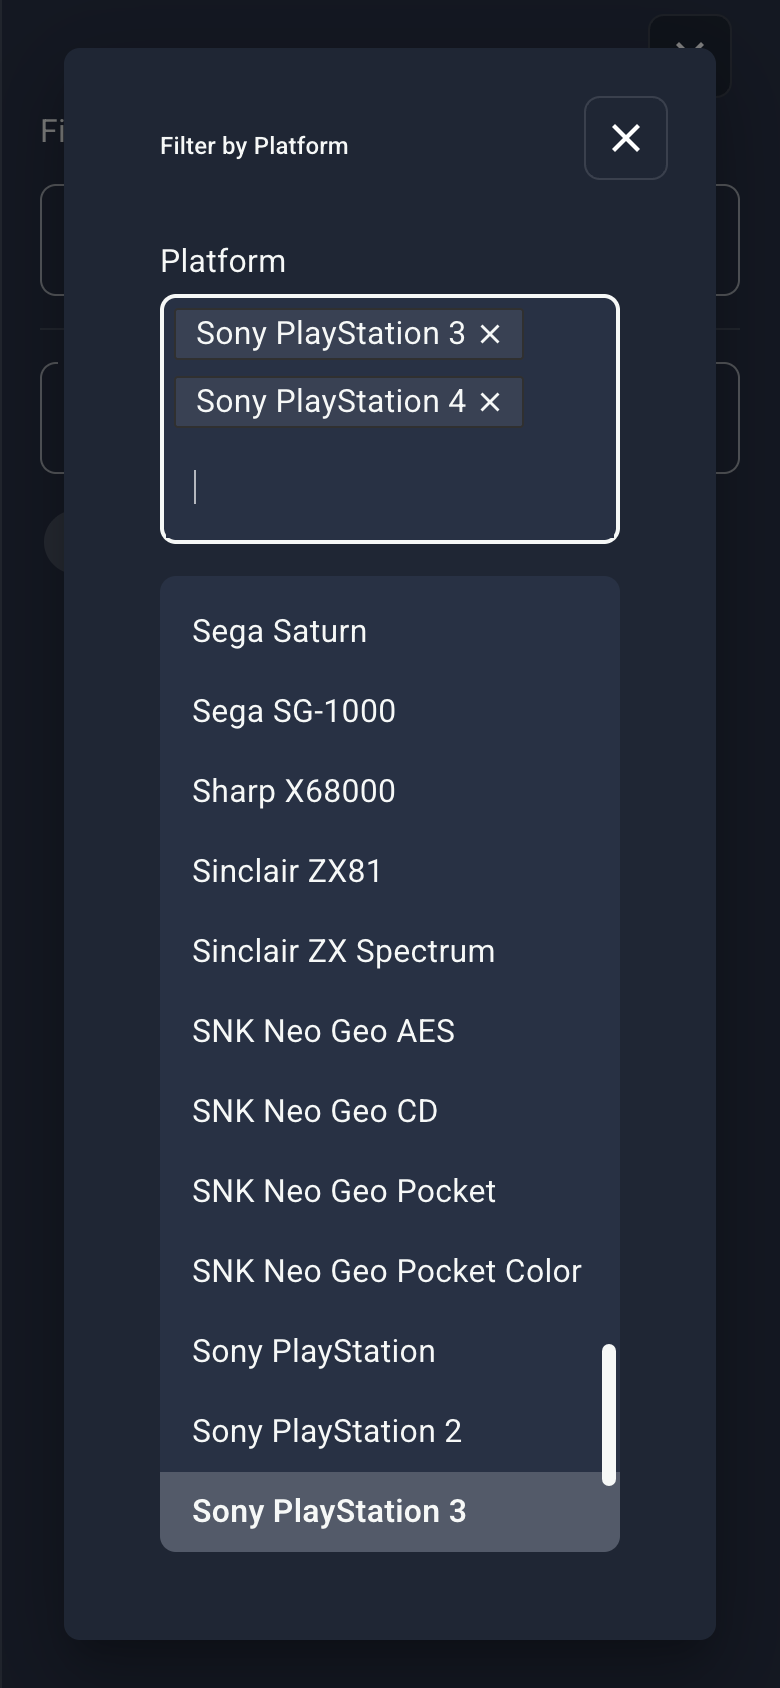 Fi
Filter by Platform
Platform
Sony PlayStation 3
Sony PlayStation 4
Sega Saturn
Sega SG-1000
Sharp X68000
Sinclair ZX81
Sinclair ZX Spectrum
SNK Neo Geo AES
SNK Neo Geo CD
SNK Neo Geo Pocket
SNK Neo Geo Pocket Color
Sony PlayStation
Sony PlayStation 2
Sony PlayStation 3